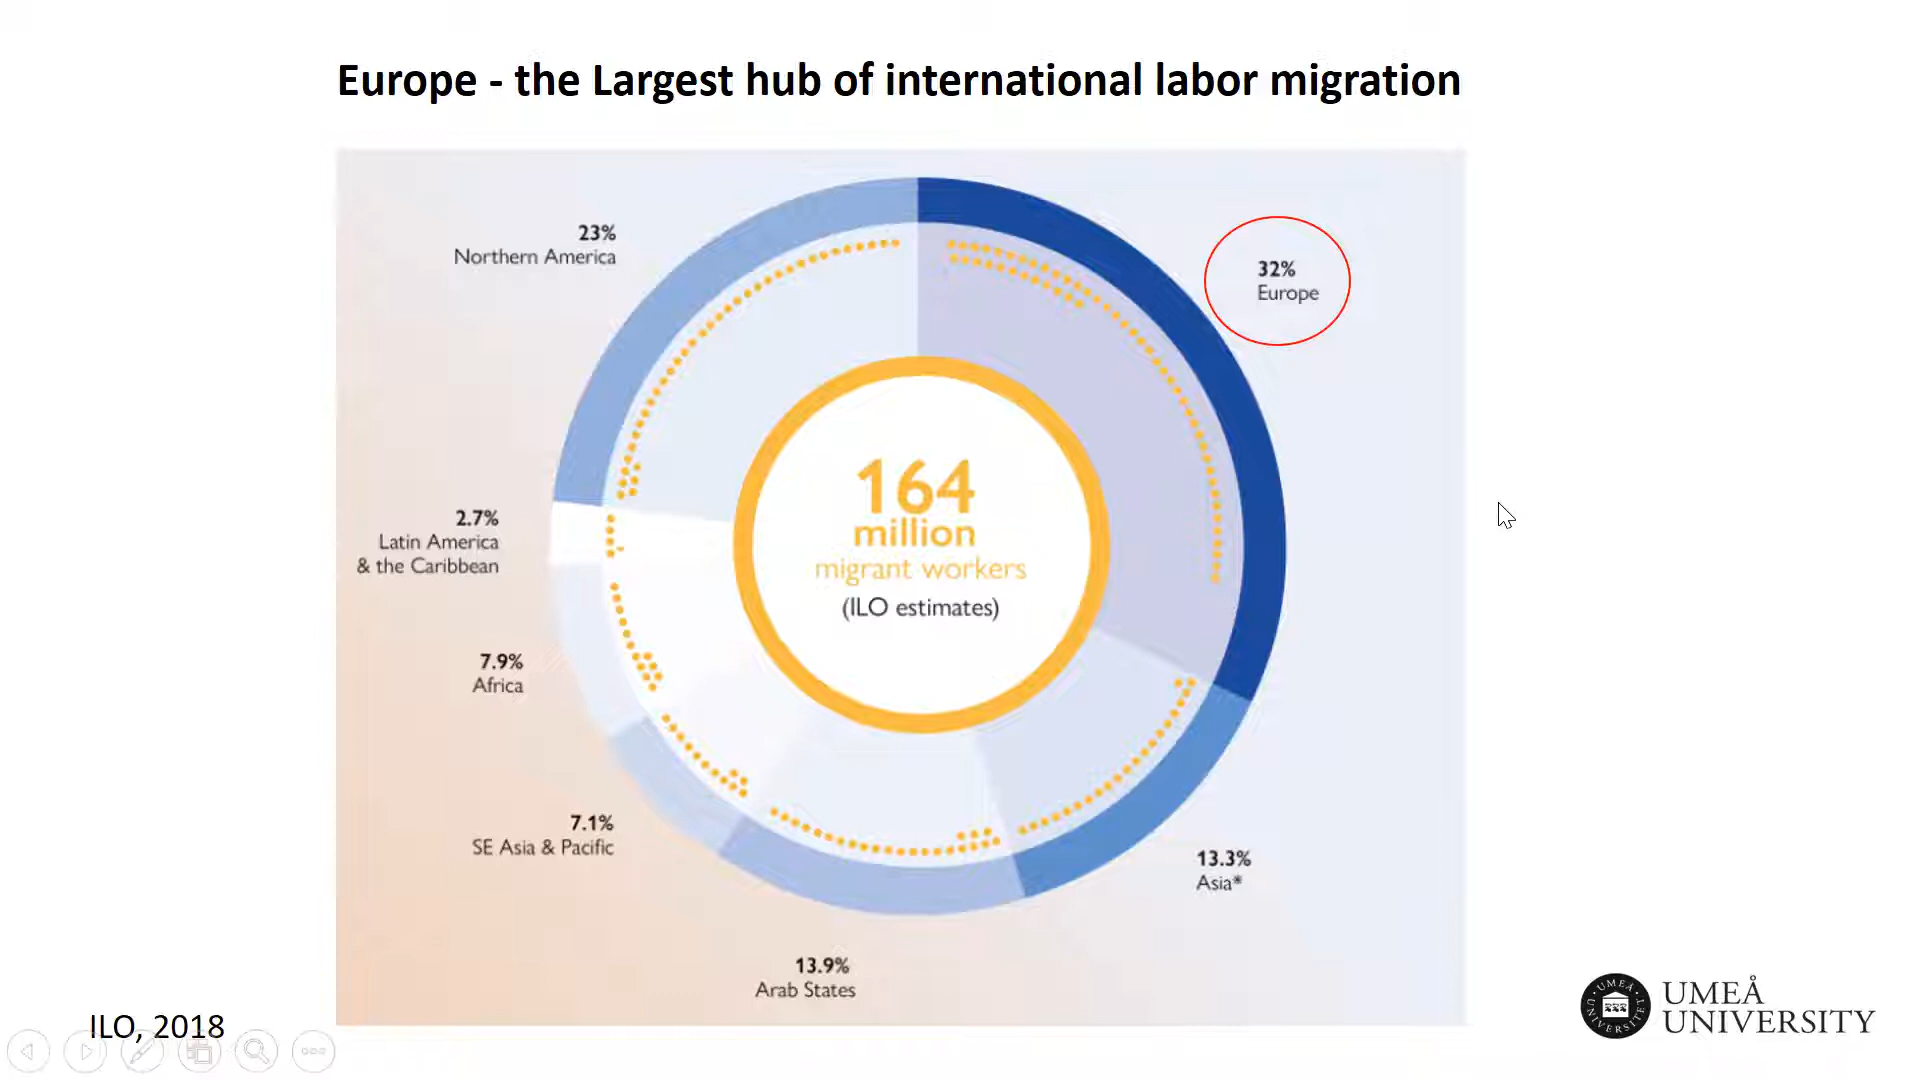 Europe - the Largest hub of international labor migration
23%
Northern America
32%
Europe
164
million
migrant workers
(ILO estimates)
2.7%
Latin America
& the Caribbean
7.9%
Africa
7.1%
SE Asia & Pacific
13.3%
Asia*
13.9%
Arab States
ILO, 2018
UMEÅ
UNIVERSITY
UMEÅ
UNIVERSITY